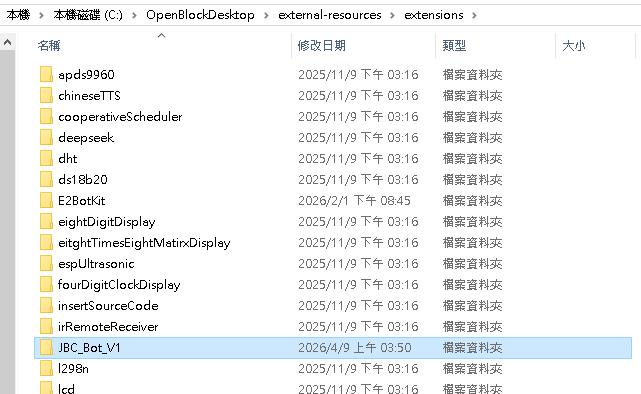 本機 > 本機磁碟 (C:) > OpenBlockDesktop > external-resources > extensions >
名稱 修改日期 類型 大小
apds9960 2025/11/9 下午 03:16 檔案資料夾
chineseTTS 2025/11/9 下午 03:16 檔案資料夾
cooperativeScheduler 2025/11/9 下午 03:16 檔案資料夾
deepseek 2025/11/9 下午 03:16 檔案資料夾
dht 2025/11/9 下午 03:16 檔案資料夾
ds18b20 2025/11/9 下午 03:16 檔案資料夾
E2BotKit 2026/2/1 下午 08:45 檔案資料夾
eightDigitDisplay 2025/11/9 下午 03:16 檔案資料夾
eitghtTimesEightMatirxDisplay 2025/11/9 下午 03:16 檔案資料夾
espUltrasonic 2025/11/9 下午 03:16 檔案資料夾
fourDigitClockDisplay 2025/11/9 下午 03:16 檔案資料夾
insertSourceCode 2025/11/9 下午 03:16 檔案資料夾
irRemoteReceiver 2025/11/9 下午 03:16 檔案資料夾
JBC_Bot_V1 2026/4/9 上午 03:50 檔案資料夾
l298n 2025/11/9 下午 03:16 檔案資料夾
lcd 2025/11/9 下午 03:16 檔案資料夾